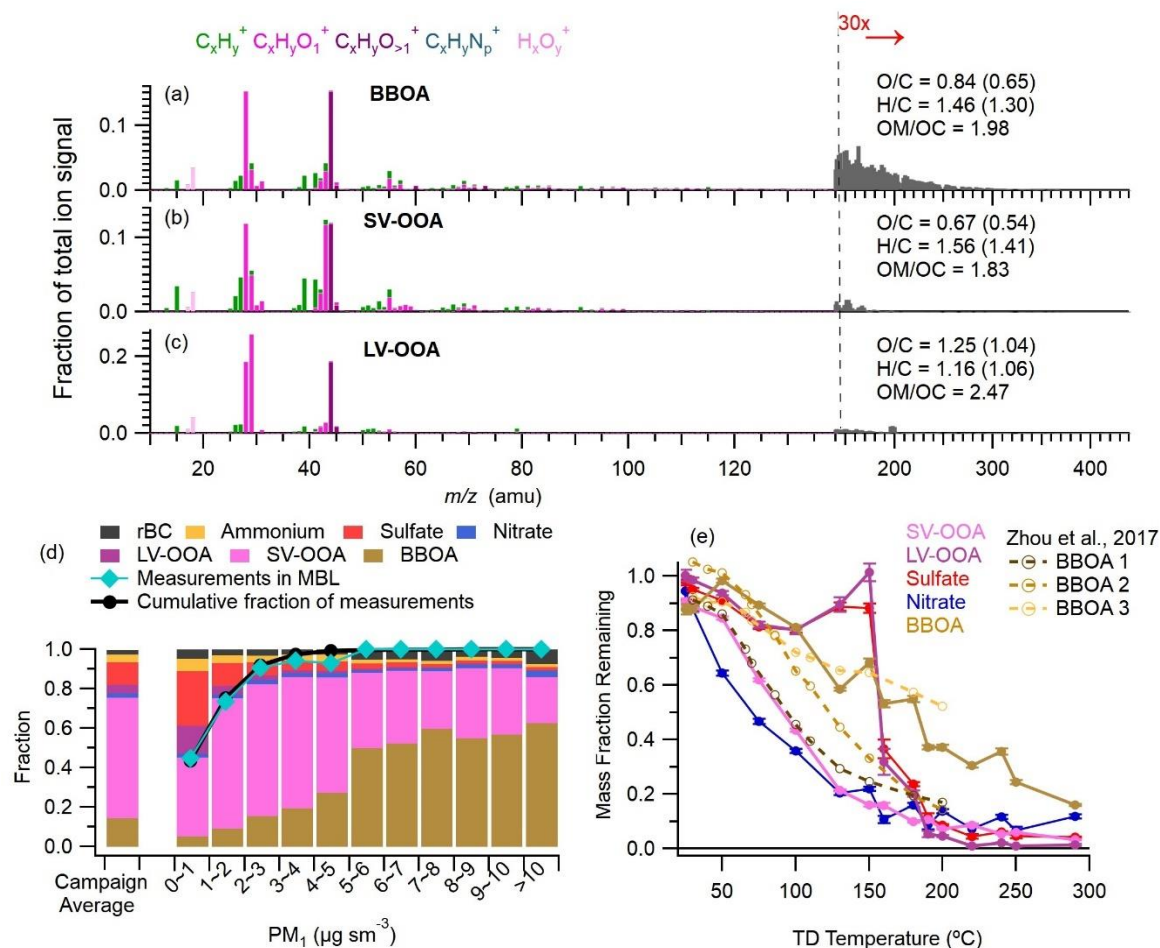 CxHy+ CxHyO1+ CxHyO>1+ CxHyNp+ HxOy+
30x
(a) BBOA
O/C = 0.84 (0.65)
H/C = 1.46 (1.30)
OM/OC = 1.98
0.1
0.0
(b) SV-OOA
O/C = 0.67 (0.54)
H/C = 1.56 (1.41)
OM/OC = 1.83
0.1
0.0
(c) LV-OOA
O/C = 1.25 (1.04)
H/C = 1.16 (1.06)
OM/OC = 2.47
0.2
0.0
Fraction of total ion signal
20 40 60 80 100 120 200 300 400
m/z (amu)
(d)
rBC Ammonium Sulfate Nitrate
LV-OOA SV-OOA BBOA
Measurements in MBL
Cumulative fraction of measurements
1.0
0.8
0.6
0.4
0.2
0.0
Fraction
Campaign
Average
0~1 1~2 2~3 3~4 4~5 5~6 6~7 7~8 8~9 9~10 >10
PM1 (µg sm-3)
(e)
SV-OOA
LV-OOA
Sulfate
Nitrate
BBOA
Zhou et al., 2017
BBOA 1
BBOA 2
BBOA 3
1.0
0.8
0.6
0.4
0.2
0.0
Mass Fraction Remaining
50 100 150 200 250 300
TD Temperature (ºC)